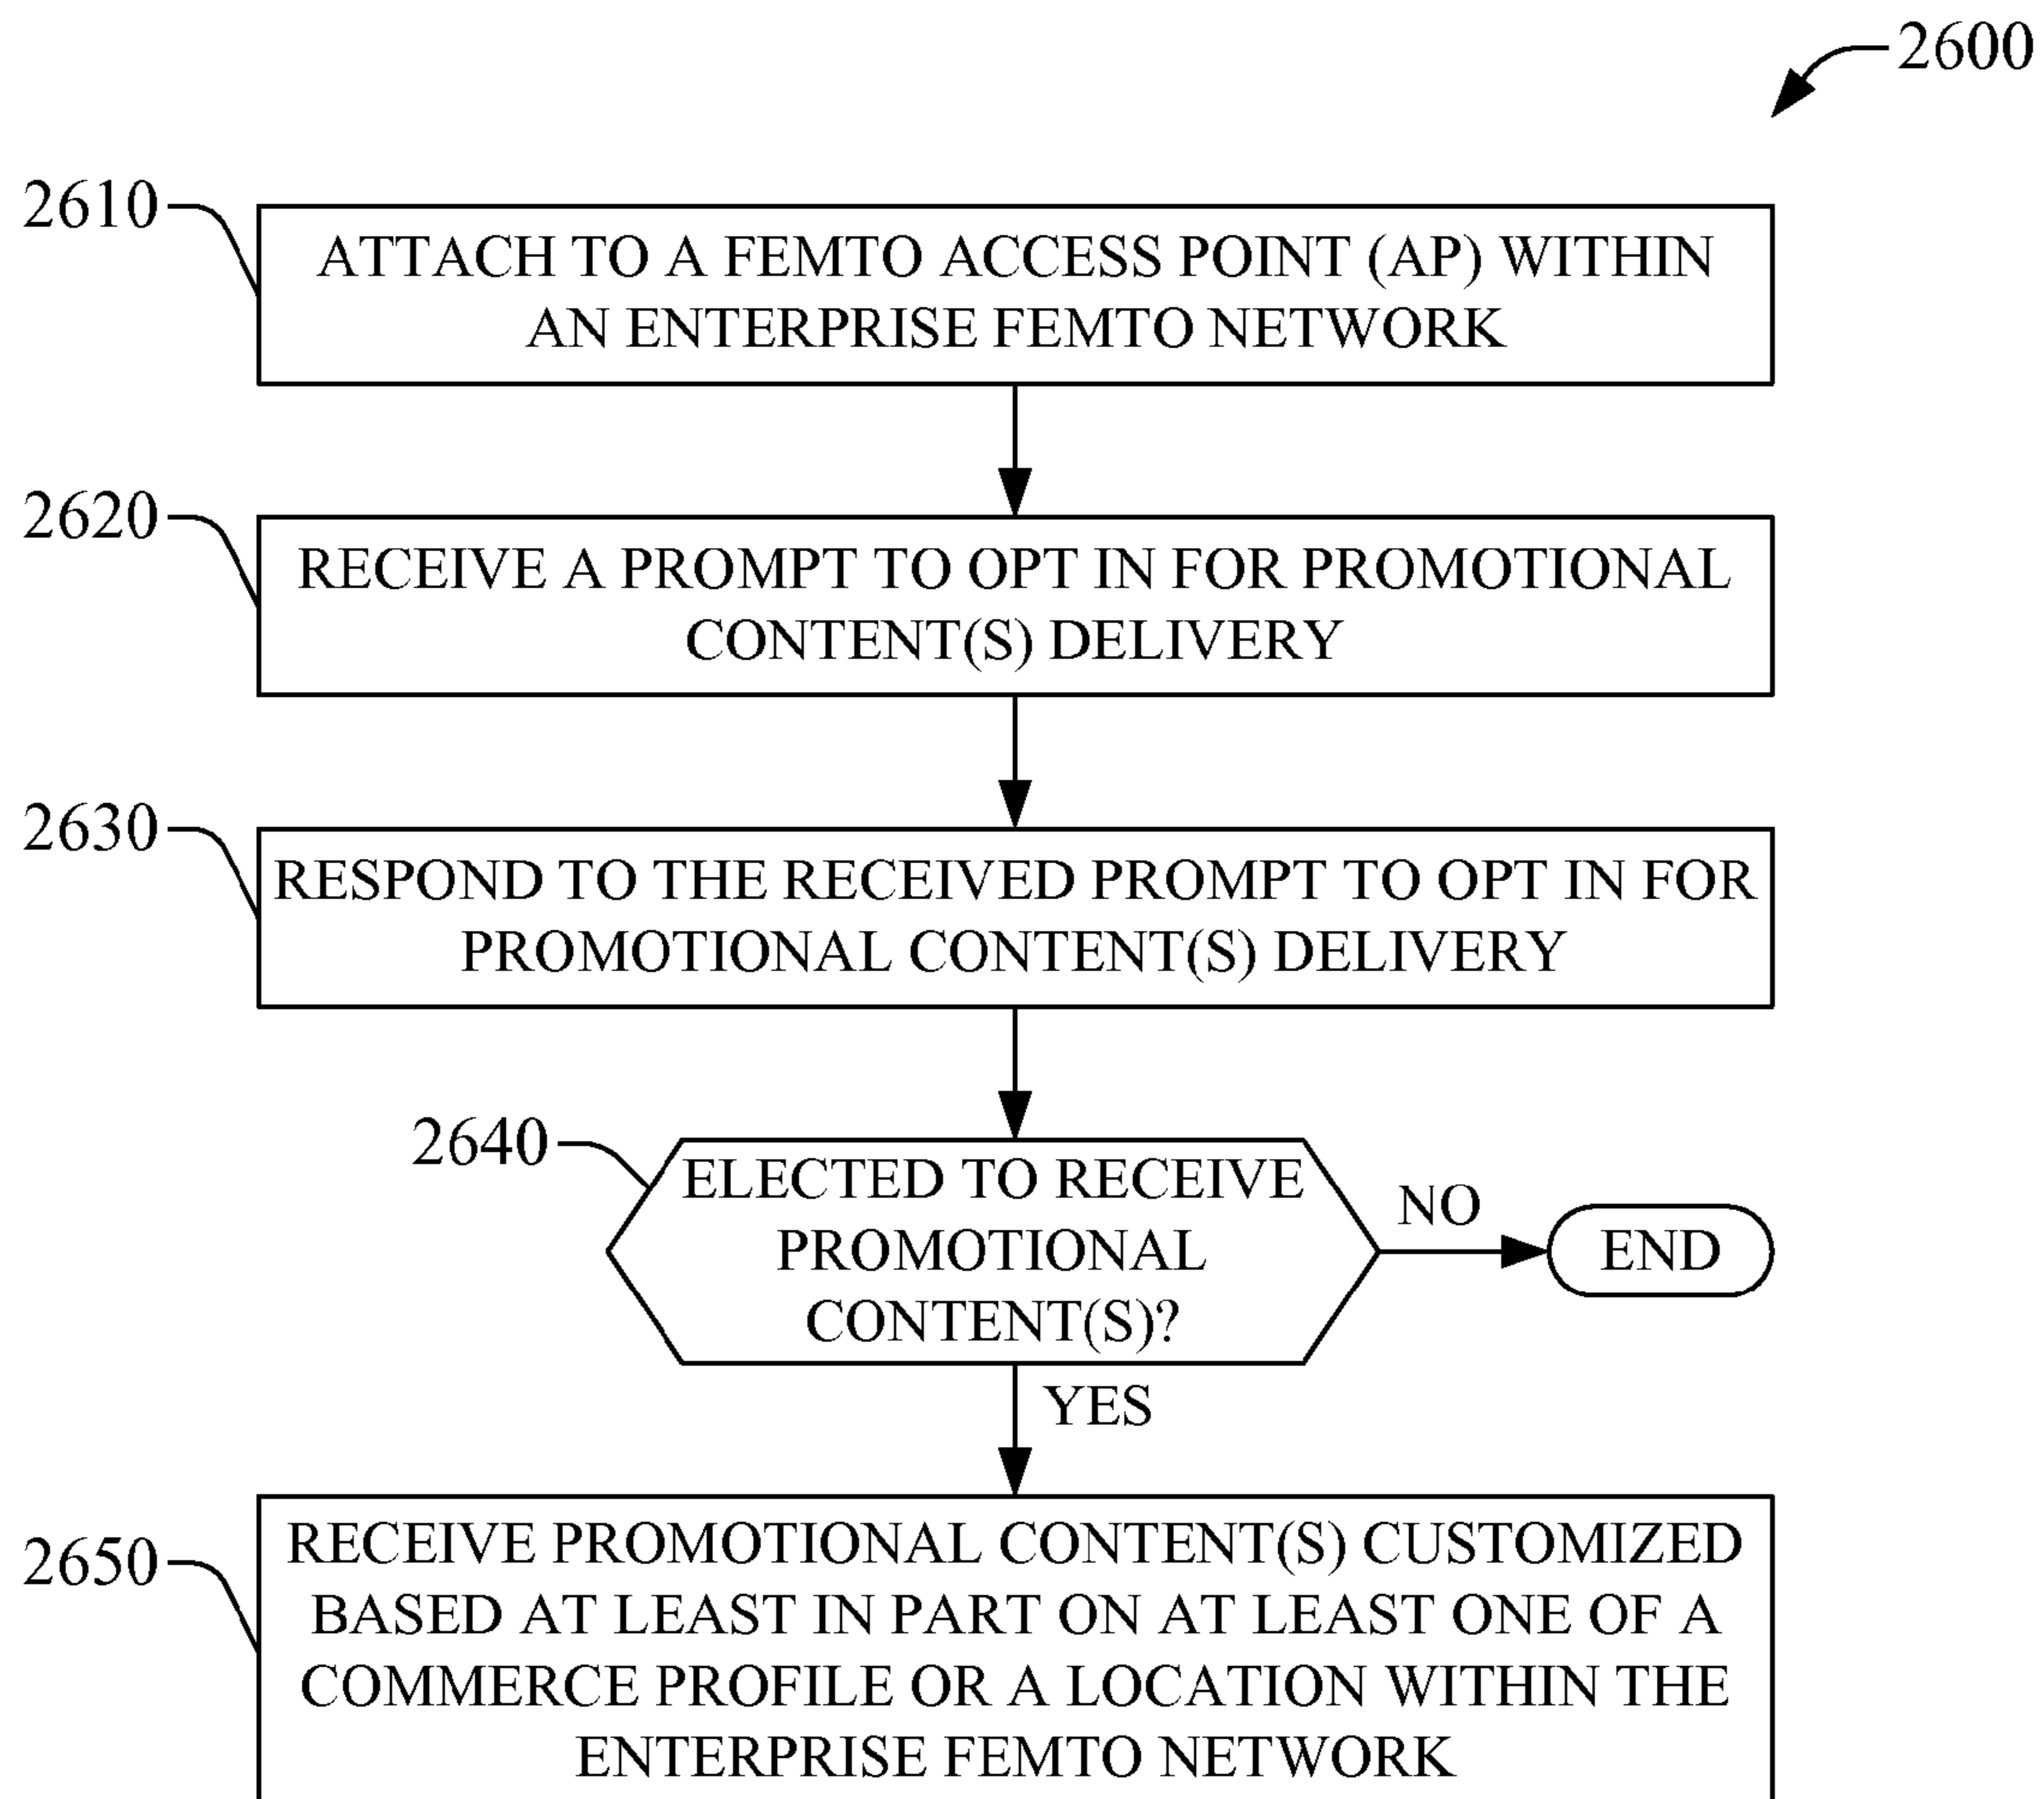 2600
2610
ATTACH TO A FEMTO ACCESS POINT (AP) WITHIN
AN ENTERPRISE FEMTO NETWORK
2620
RECEIVE A PROMPT TO OPT IN FOR PROMOTIONAL
CONTENT(S) DELIVERY
2630
RESPOND TO THE RECEIVED PROMPT TO OPT IN FOR
PROMOTIONAL CONTENT(S) DELIVERY
2640
ELECTED TO RECEIVE
PROMOTIONAL
CONTENT(S)?
NO
END
YES
2650
RECEIVE PROMOTIONAL CONTENT(S) CUSTOMIZED
BASED AT LEAST IN PART ON AT LEAST ONE OF A
COMMERCE PROFILE OR A LOCATION WITHIN THE
ENTERPRISE FEMTO NETWORK